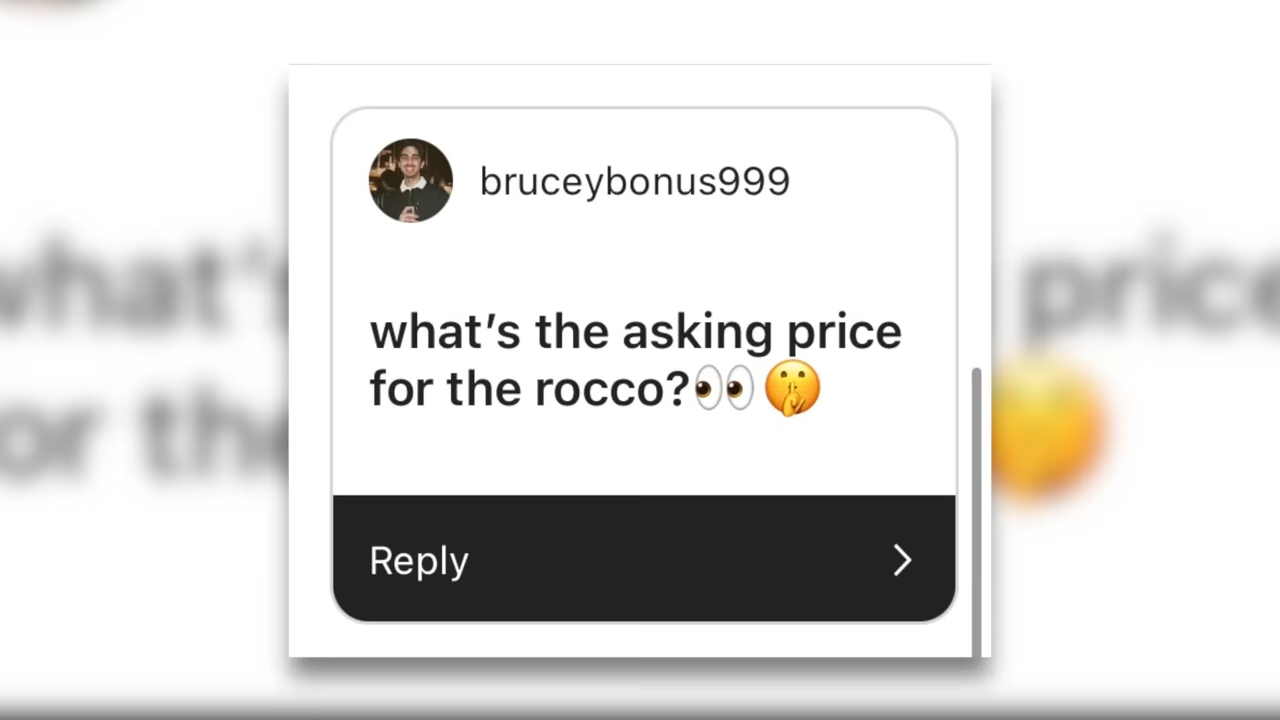 bruceybonus999
what’s the asking price
for the rocco?👀🤫
Reply